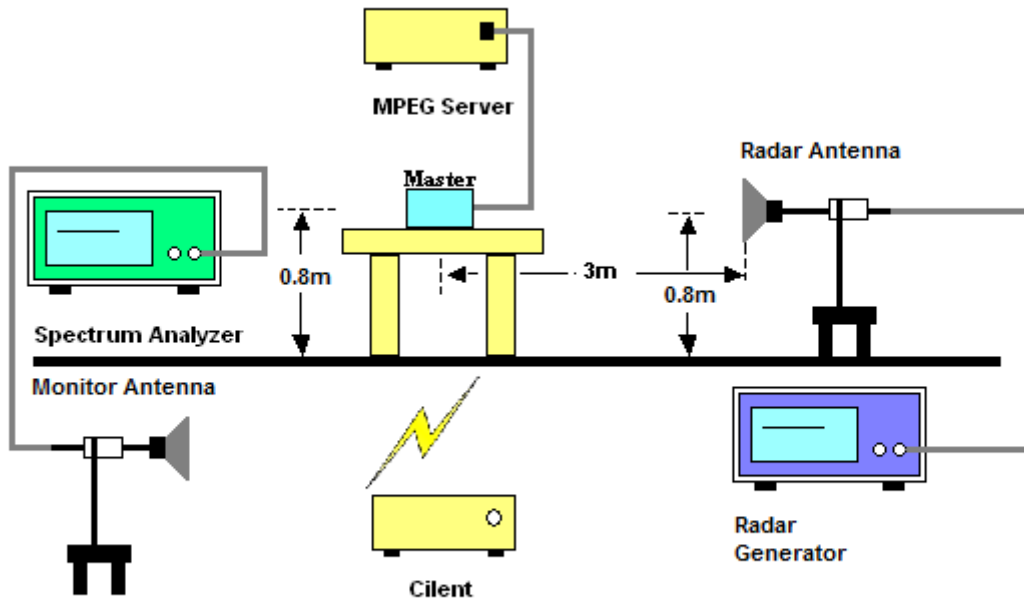 MPEG Server
Radar Antenna
Master
0.8m
3m
0.8m
Spectrum Analyzer
Monitor Antenna
Radar
Generator
Cilent